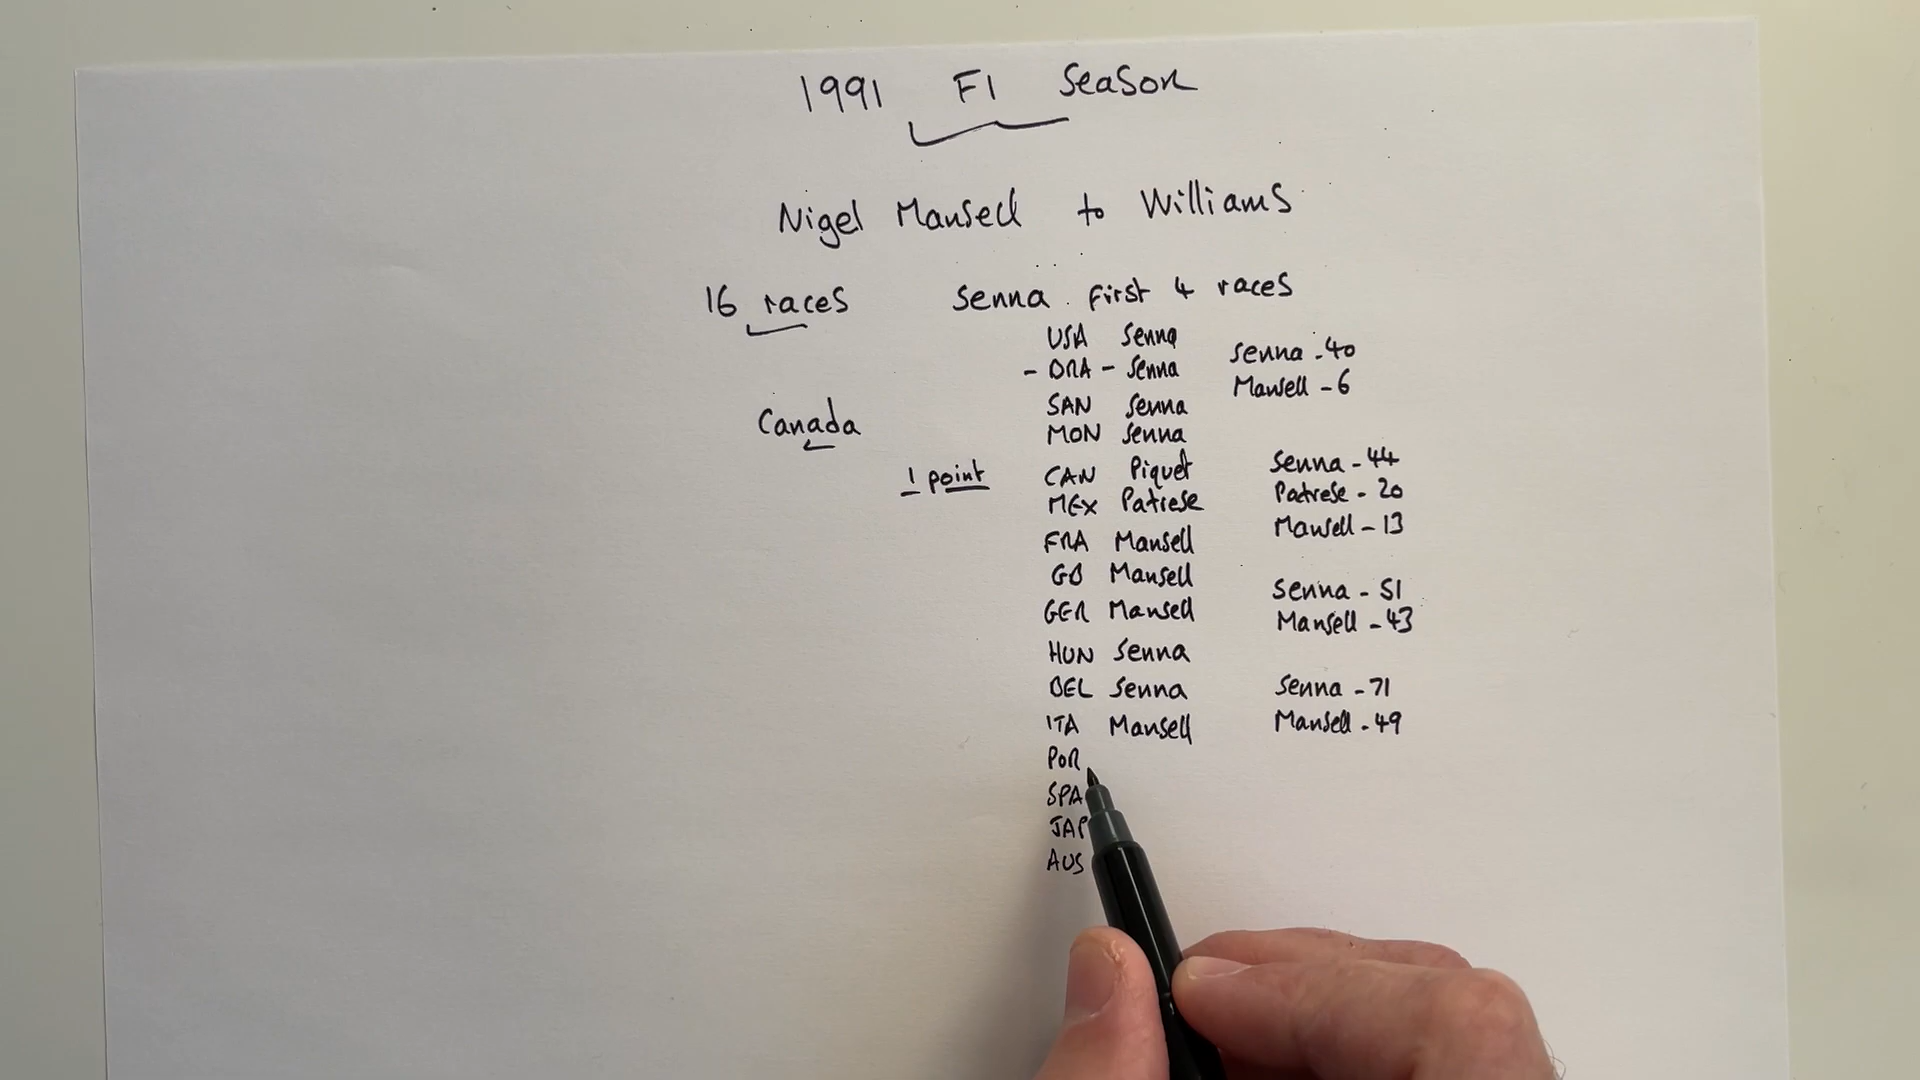 1991 F1 Season
Nigel Mansell to Williams
16 races Senna First 4 races
USA Senna
- BRA - Senna
Senna - 40
Mansell - 6
SAN Senna
Canada
MON Senna
1 point
CAN Piquet
Senna - 44
MEX Patrese
Patrese - 20
Mansell - 13
FRA Mansell
GB Mansell
Senna - 51
GER Mansell
Mansell - 43
HUN Senna
BEL Senna
Senna - 71
ITA Mansell
Mansell - 49
POR
SPA
JAP
AUS